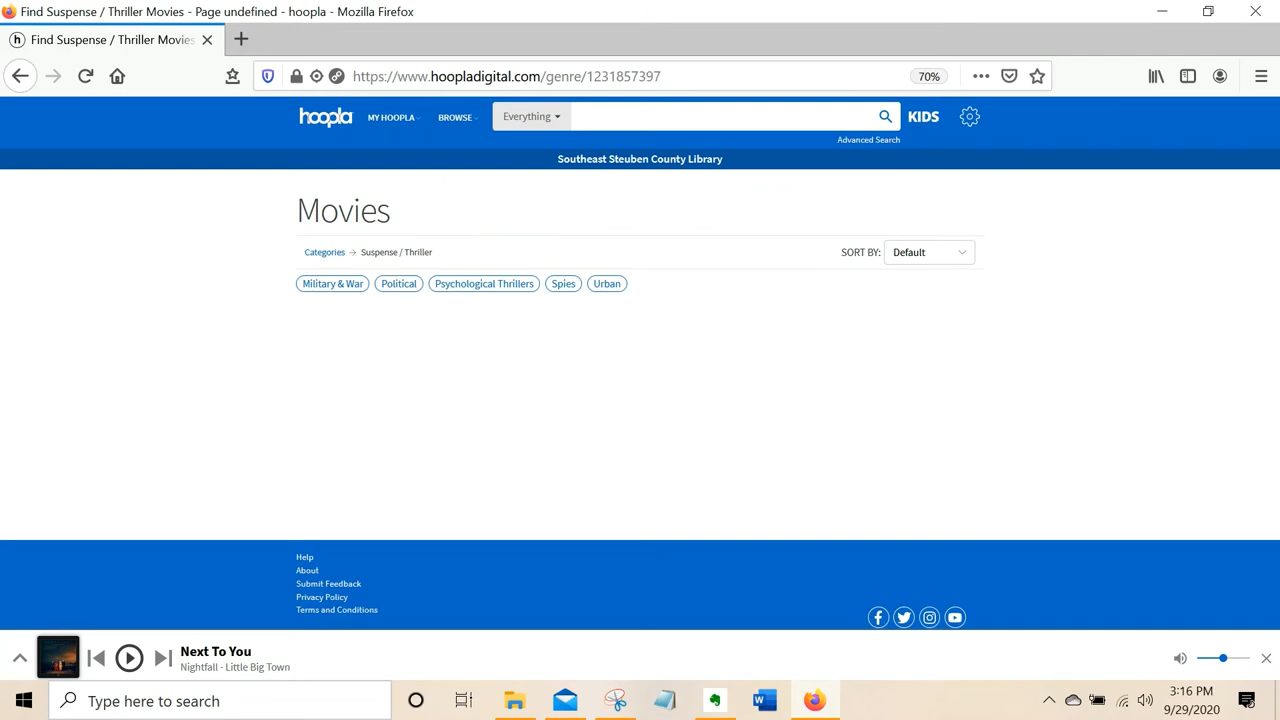 Find Suspense / Thriller Movies - Page undefined - hoopla - Mozilla Firefox
Find Suspense / Thriller Movies
https://www.hoopladigital.com/genre/1231857397
70%
hoopla
MY HOOPLA
BROWSE
Everything
KIDS
Advanced Search
Southeast Steuben County Library
Movies
Categories → Suspense / Thriller
SORT BY: Default
Military & War
Political
Psychological Thrillers
Spies
Urban
Help
About
Submit Feedback
Privacy Policy
Terms and Conditions
Next To You
Nightfall - Little Big Town
Type here to search
3:16 PM
9/29/2020